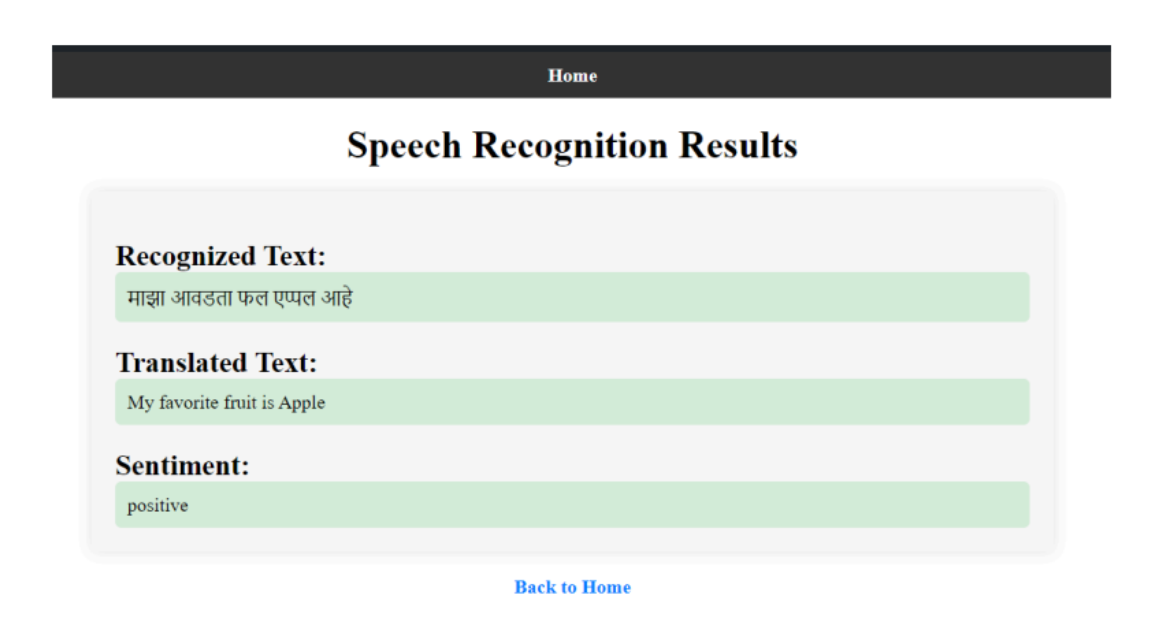 Home
Speech Recognition Results
Recognized Text:
माझा आवडता फल एप्पल आहे
Translated Text:
My favorite fruit is Apple
Sentiment:
positive
Back to Home